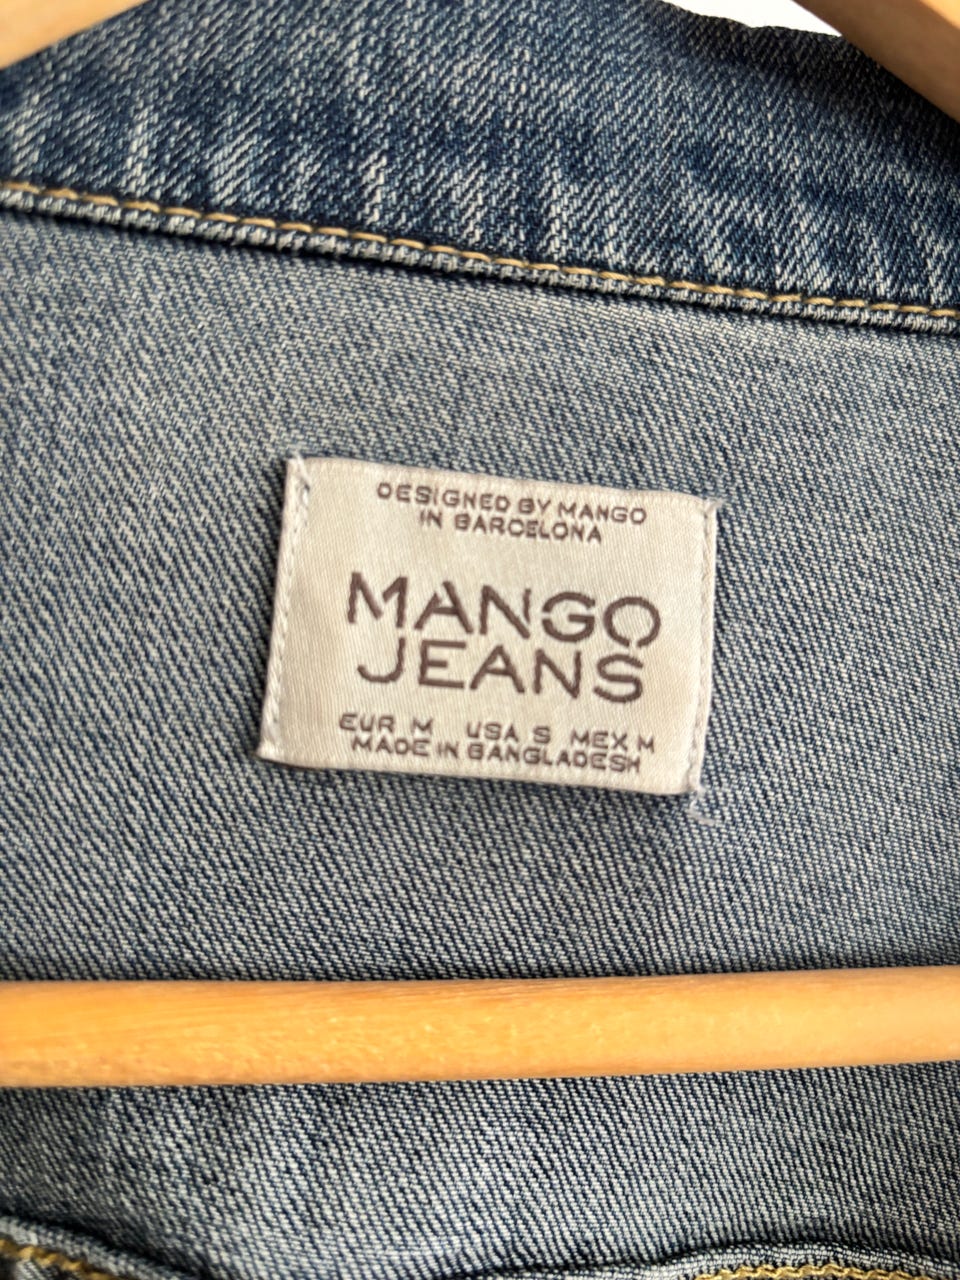 DESIGNED BY MANGO
IN BARCELONA
MANGO
JEANS
EUR M USA S MEX M
MADE IN BANGLADESH